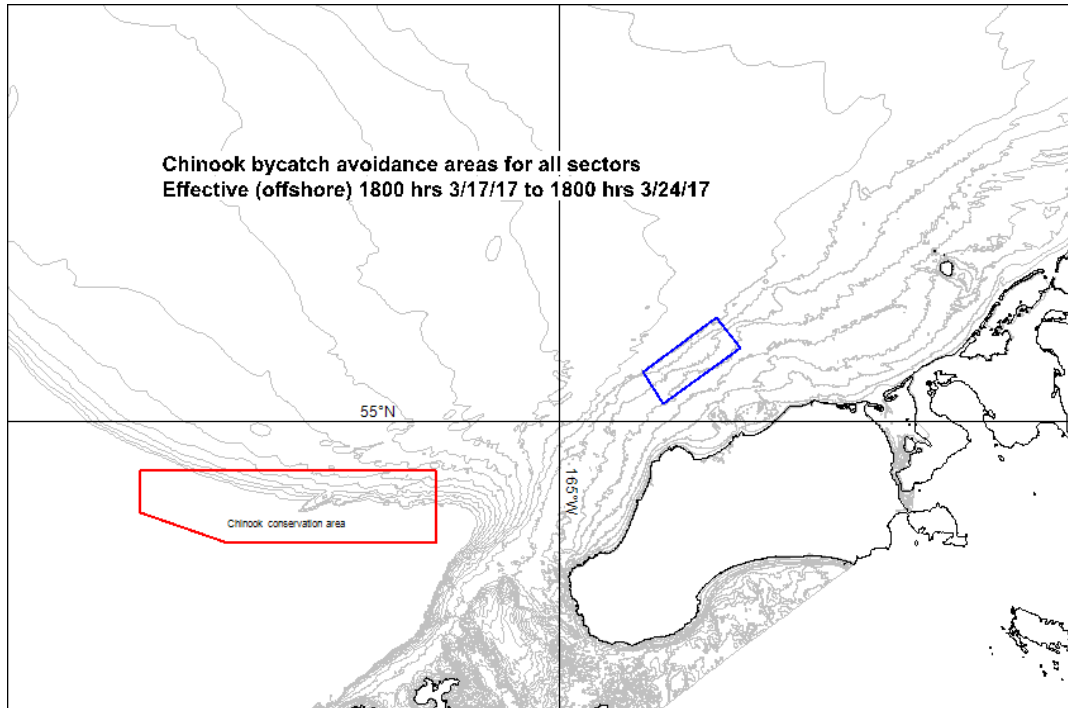 Chinook bycatch avoidance areas for all sectors
Effective (offshore) 1800 hrs 3/17/17 to 1800 hrs 3/24/17
55°N
165°W
Chinook conservation area